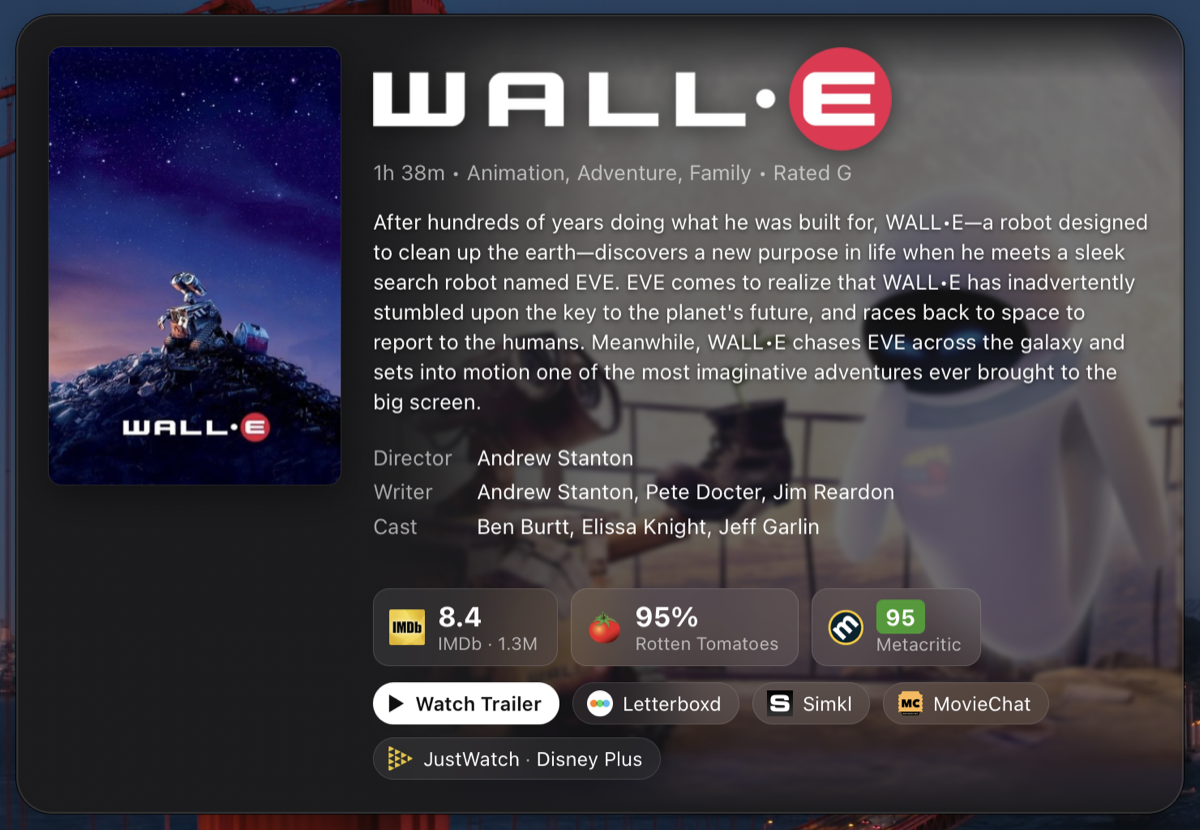 WALL•E
WALL•E
1h 38m • Animation, Adventure, Family • Rated G
After hundreds of years doing what he was built for, WALL•E—a robot designed
to clean up the earth—discovers a new purpose in life when he meets a sleek
search robot named EVE. EVE comes to realize that WALL•E has inadvertently
stumbled upon the key to the planet's future, and races back to space to
report to the humans. Meanwhile, WALL•E chases EVE across the galaxy and
sets into motion one of the most imaginative adventures ever brought to the
big screen.
Director Andrew Stanton
Writer Andrew Stanton, Pete Docter, Jim Reardon
Cast Ben Burtt, Elissa Knight, Jeff Garlin
IMDb 8.4
IMDb · 1.3M
95%
Rotten Tomatoes
m 95
Metacritic
Watch Trailer
Letterboxd
S Simkl
MC MovieChat
JustWatch · Disney Plus